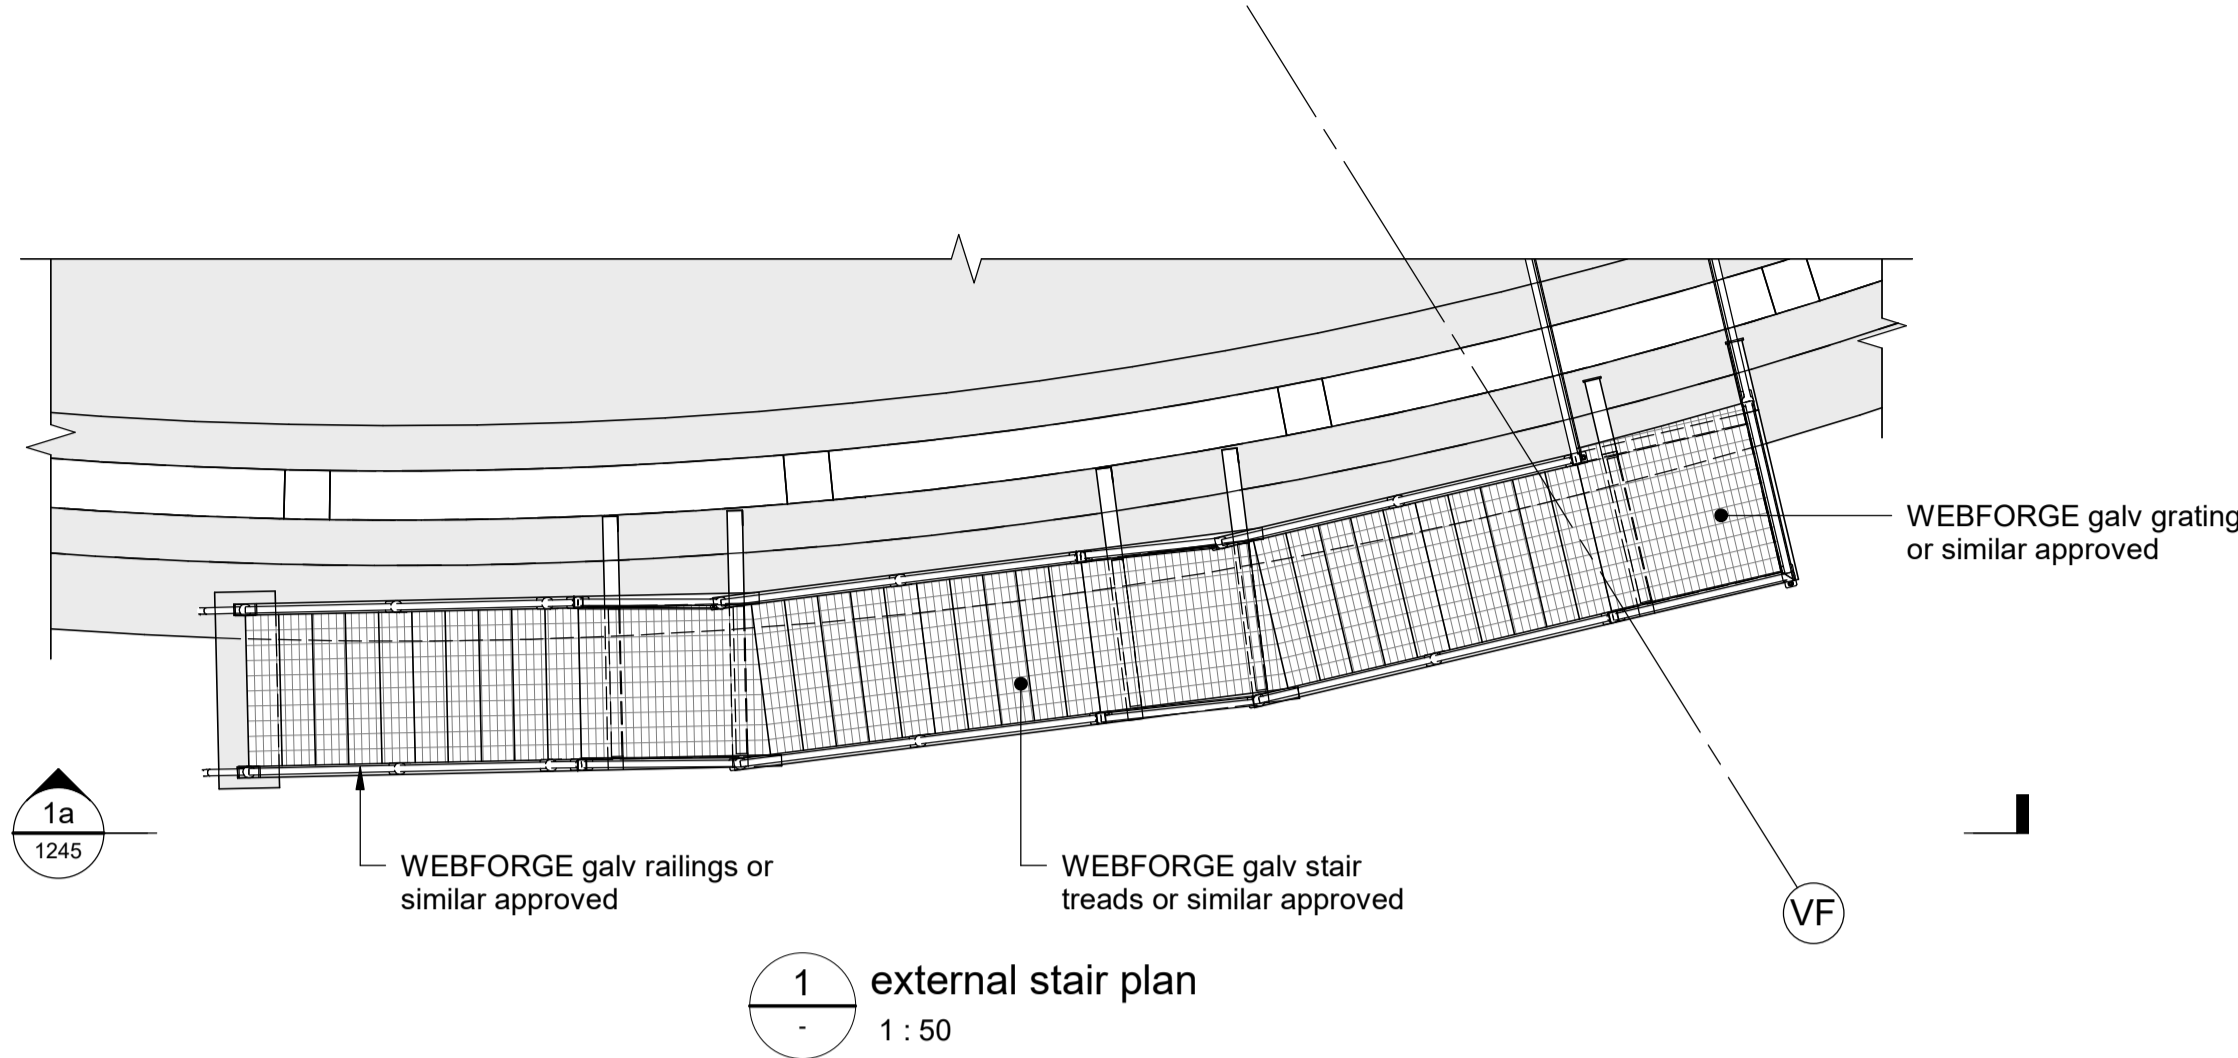 WEBFORGE galv grating
or similar approved
1a
1245
WEBFORGE galv railings or
similar approved
WEBFORGE galv stair
treads or similar approved
VF
1
-
external stair plan
1 : 50